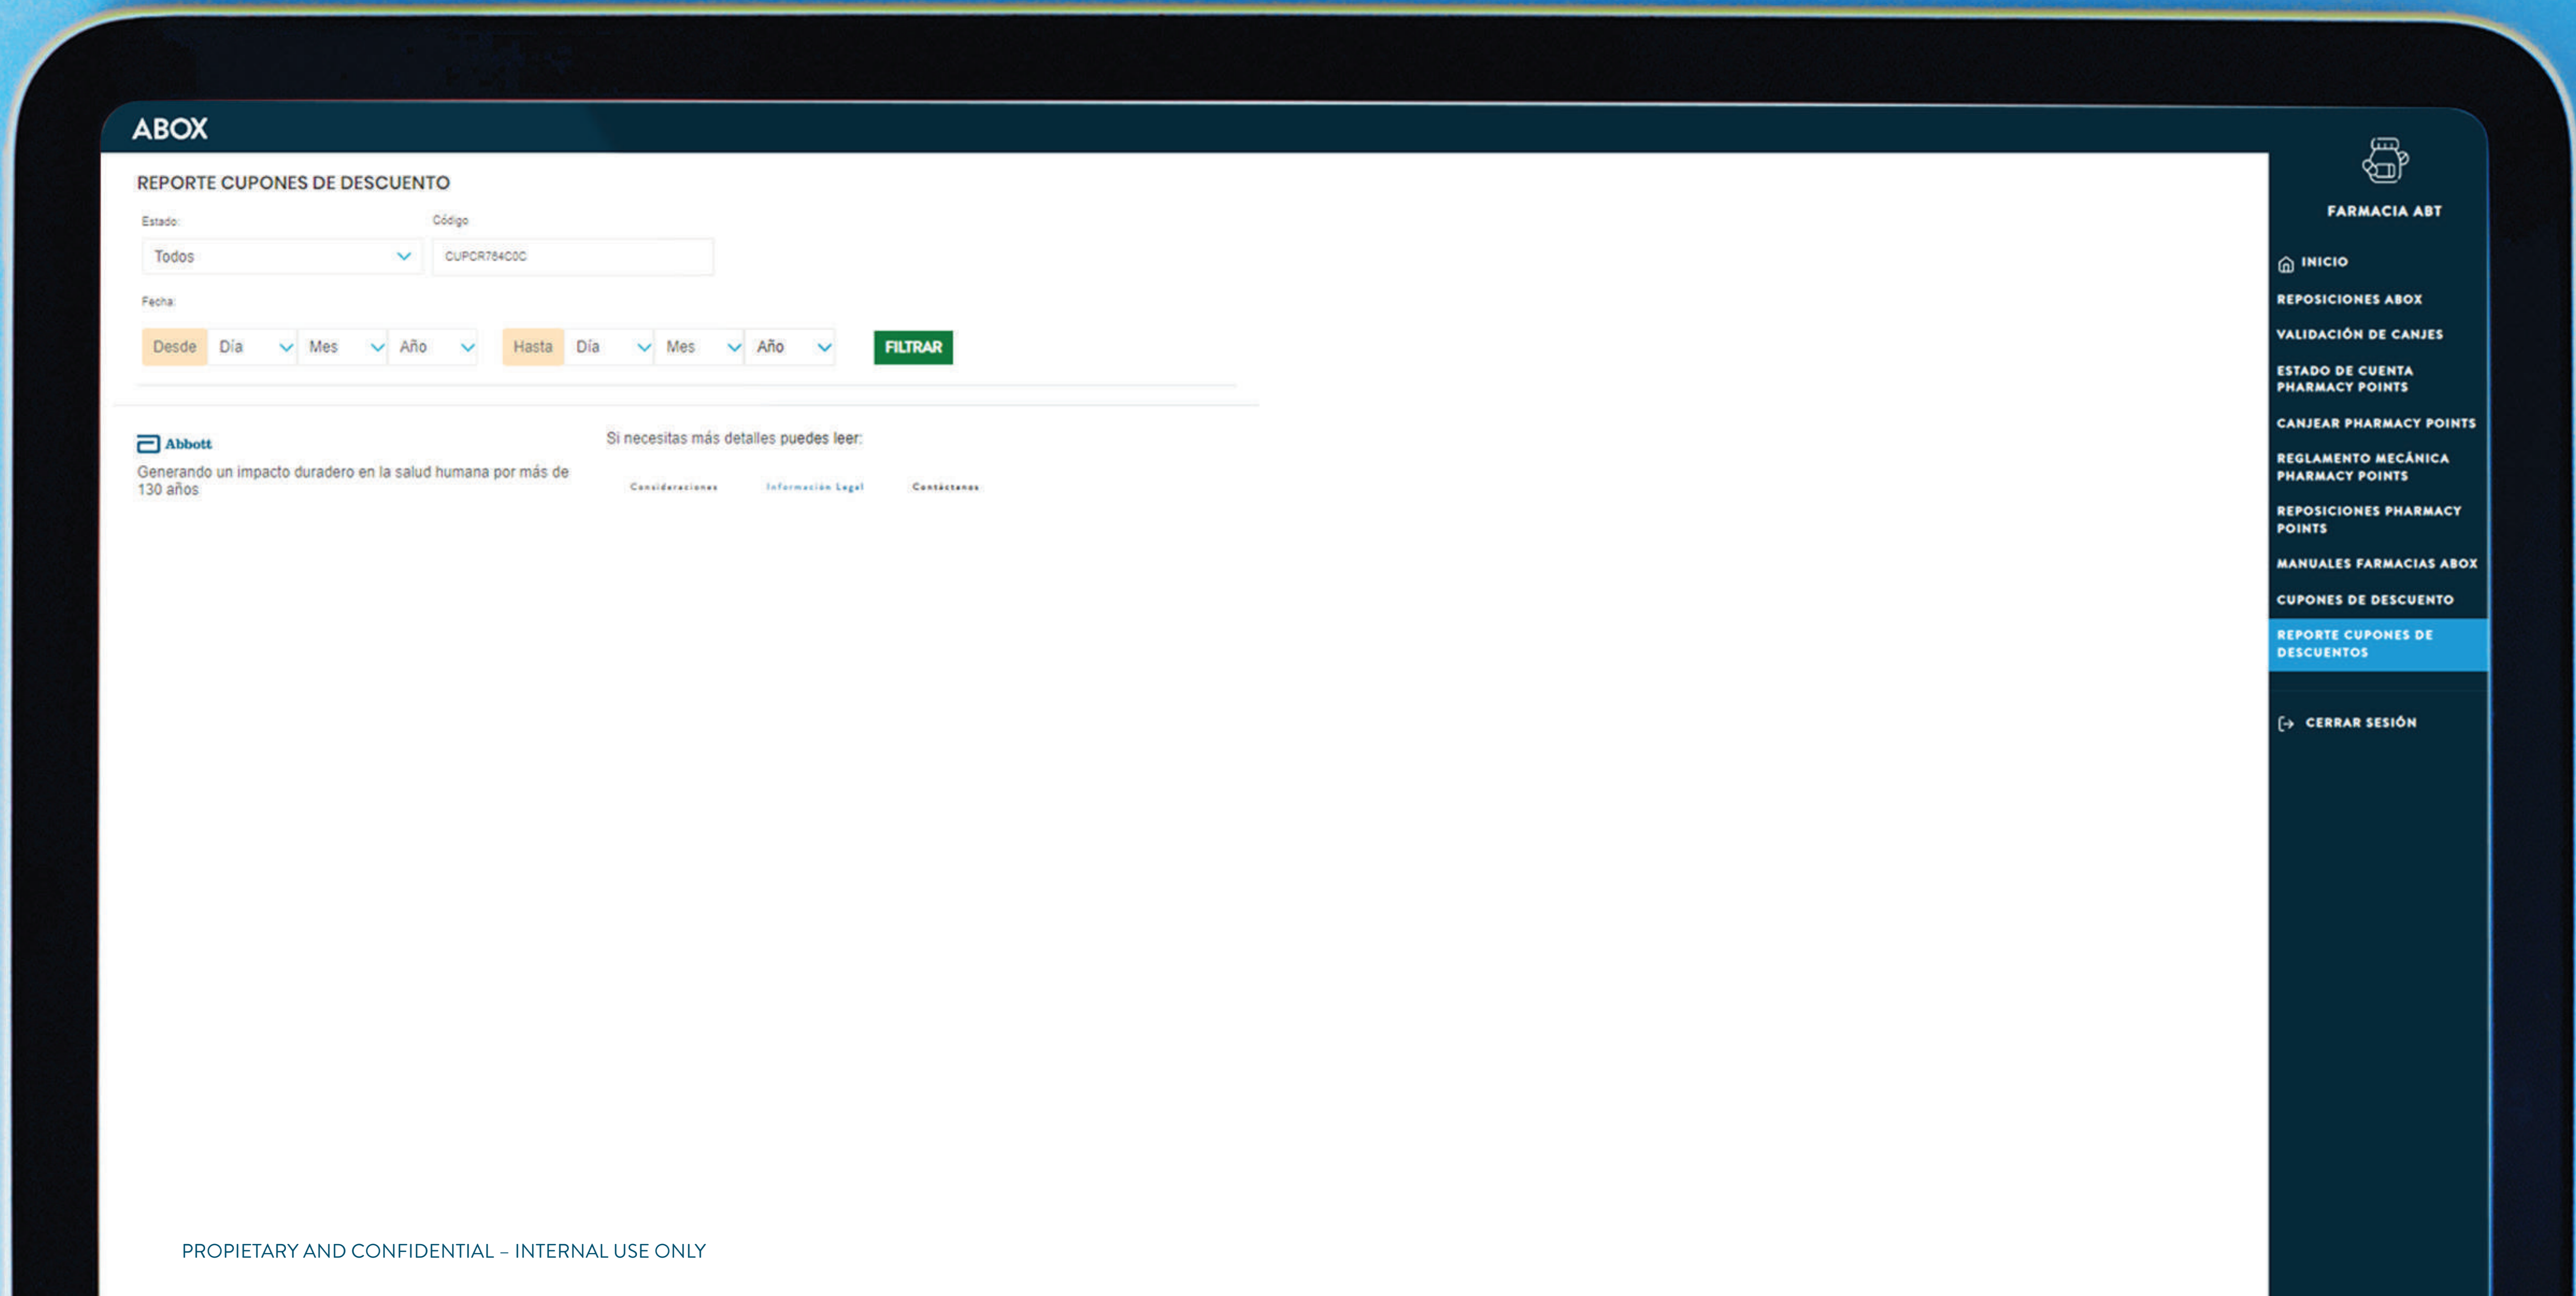 ABOX
REPORTE CUPONES DE DESCUENTO
Estado:
Código
Todos
CUPCR784C0C
Fecha:
Desde Día Mes Año Hasta Día Mes Año FILTRAR
Abbott
Generando un impacto duradero en la salud humana por más de
130 años
Si necesitas más detalles puedes leer:
Consideraciones Información Legal Contáctanos
PROPIETARY AND CONFIDENTIAL – INTERNAL USE ONLY
FARMACIA ABT
INICIO
REPOSICIONES ABOX
VALIDACIÓN DE CANJES
ESTADO DE CUENTA
PHARMACY POINTS
CANJEAR PHARMACY POINTS
REGLAMENTO MECÁNICA
PHARMACY POINTS
REPOSICIONES PHARMACY
POINTS
MANUALES FARMACIAS ABOX
CUPONES DE DESCUENTO
REPORTE CUPONES DE
DESCUENTOS
CERRAR SESIÓN